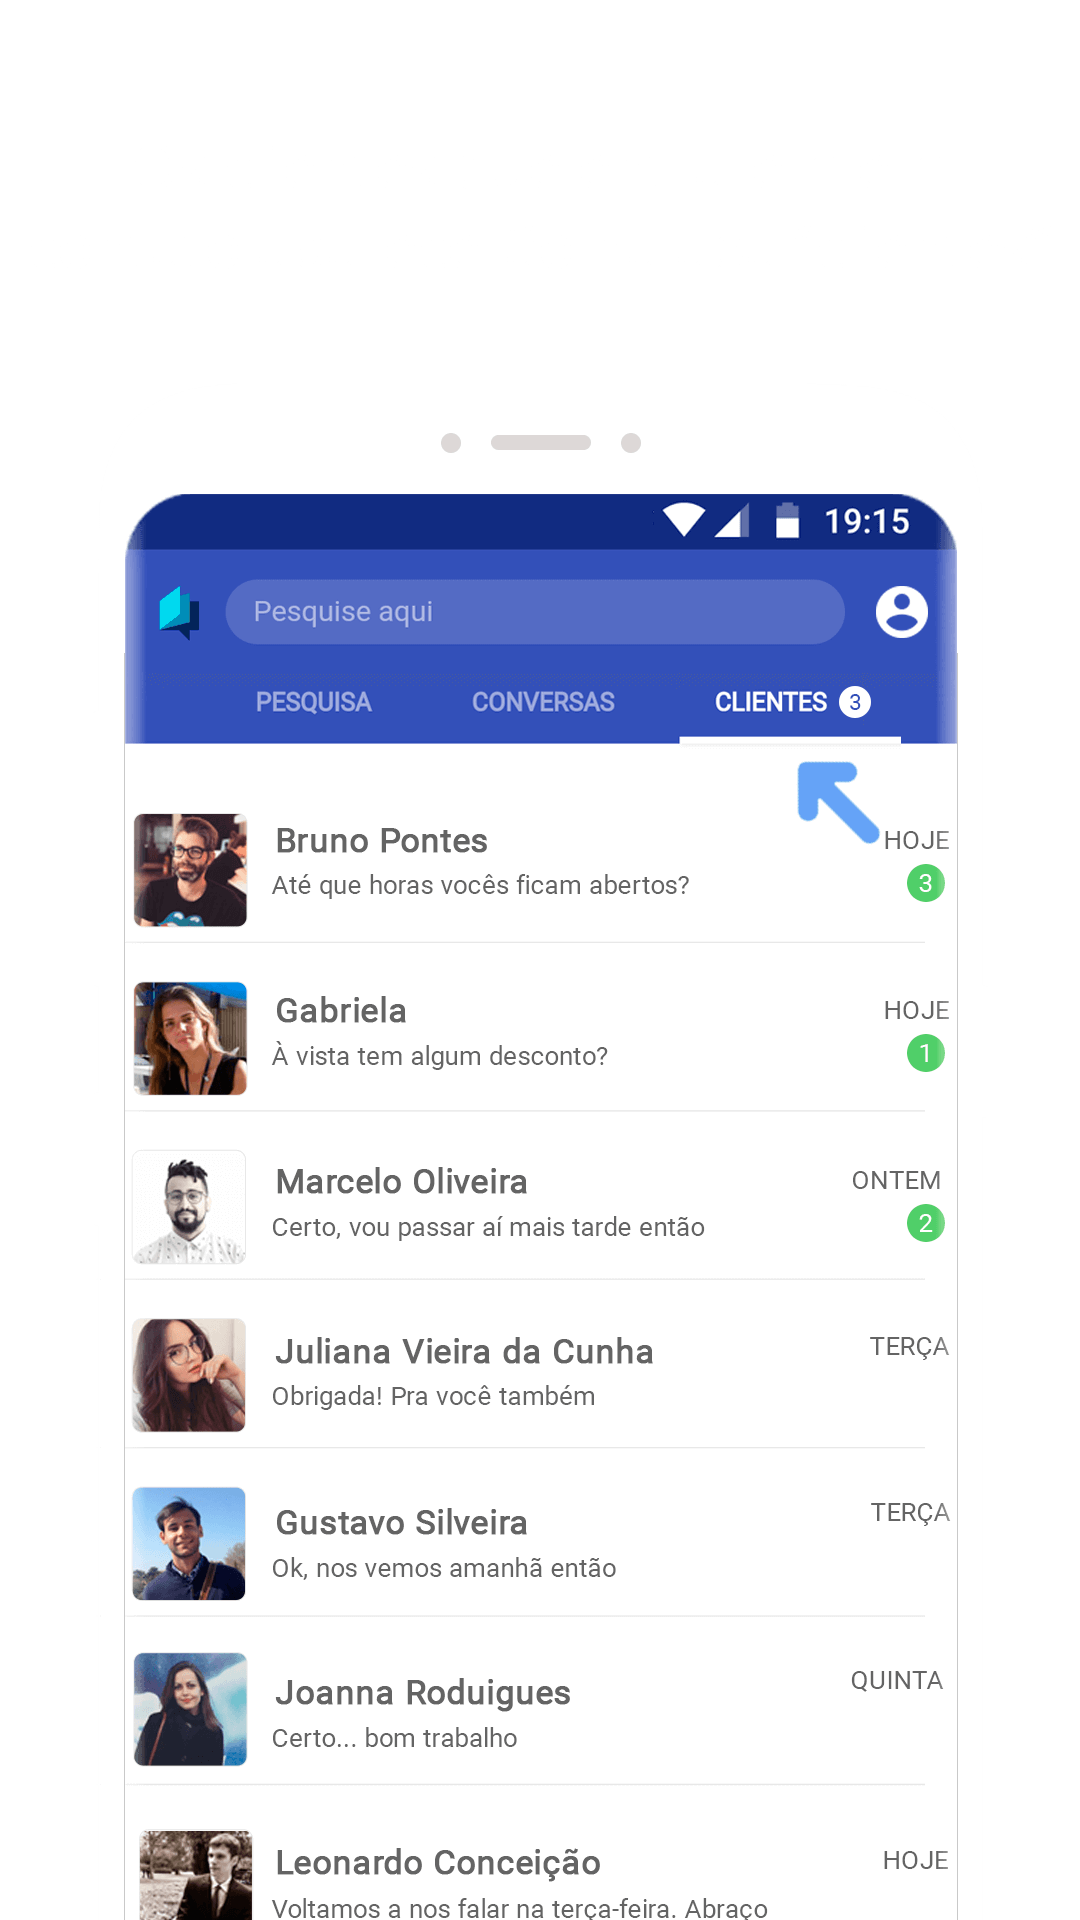 19:15
Pesquise aqui
PESQUISA CONVERSAS CLIENTES 3
Bruno Pontes HOJE
Até que horas vocês ficam abertos? 3
Gabriela HOJE
À vista tem algum desconto? 1
Marcelo Oliveira ONTEM
Certo, vou passar aí mais tarde então 2
Juliana Vieira da Cunha TERÇA
Obrigada! Pra você também
Gustavo Silveira TERÇA
Ok, nos vemos amanhã então
Joanna Roduigues QUINTA
Certo... bom trabalho
Leonardo Conceição HOJE
Voltamos a nos falar na terça-feira. Abraço